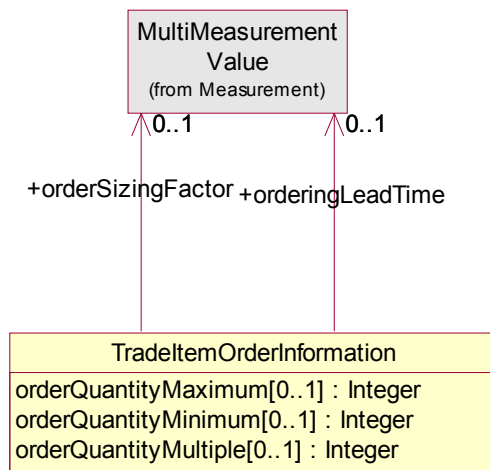 MultiMeasurement
Value
(from Measurement)
0..1
0..1
+orderSizingFactor
+orderingLeadTime
TradeItemOrderInformation
orderQuantityMaximum[0..1] : Integer
orderQuantityMinimum[0..1] : Integer
orderQuantityMultiple[0..1] : Integer